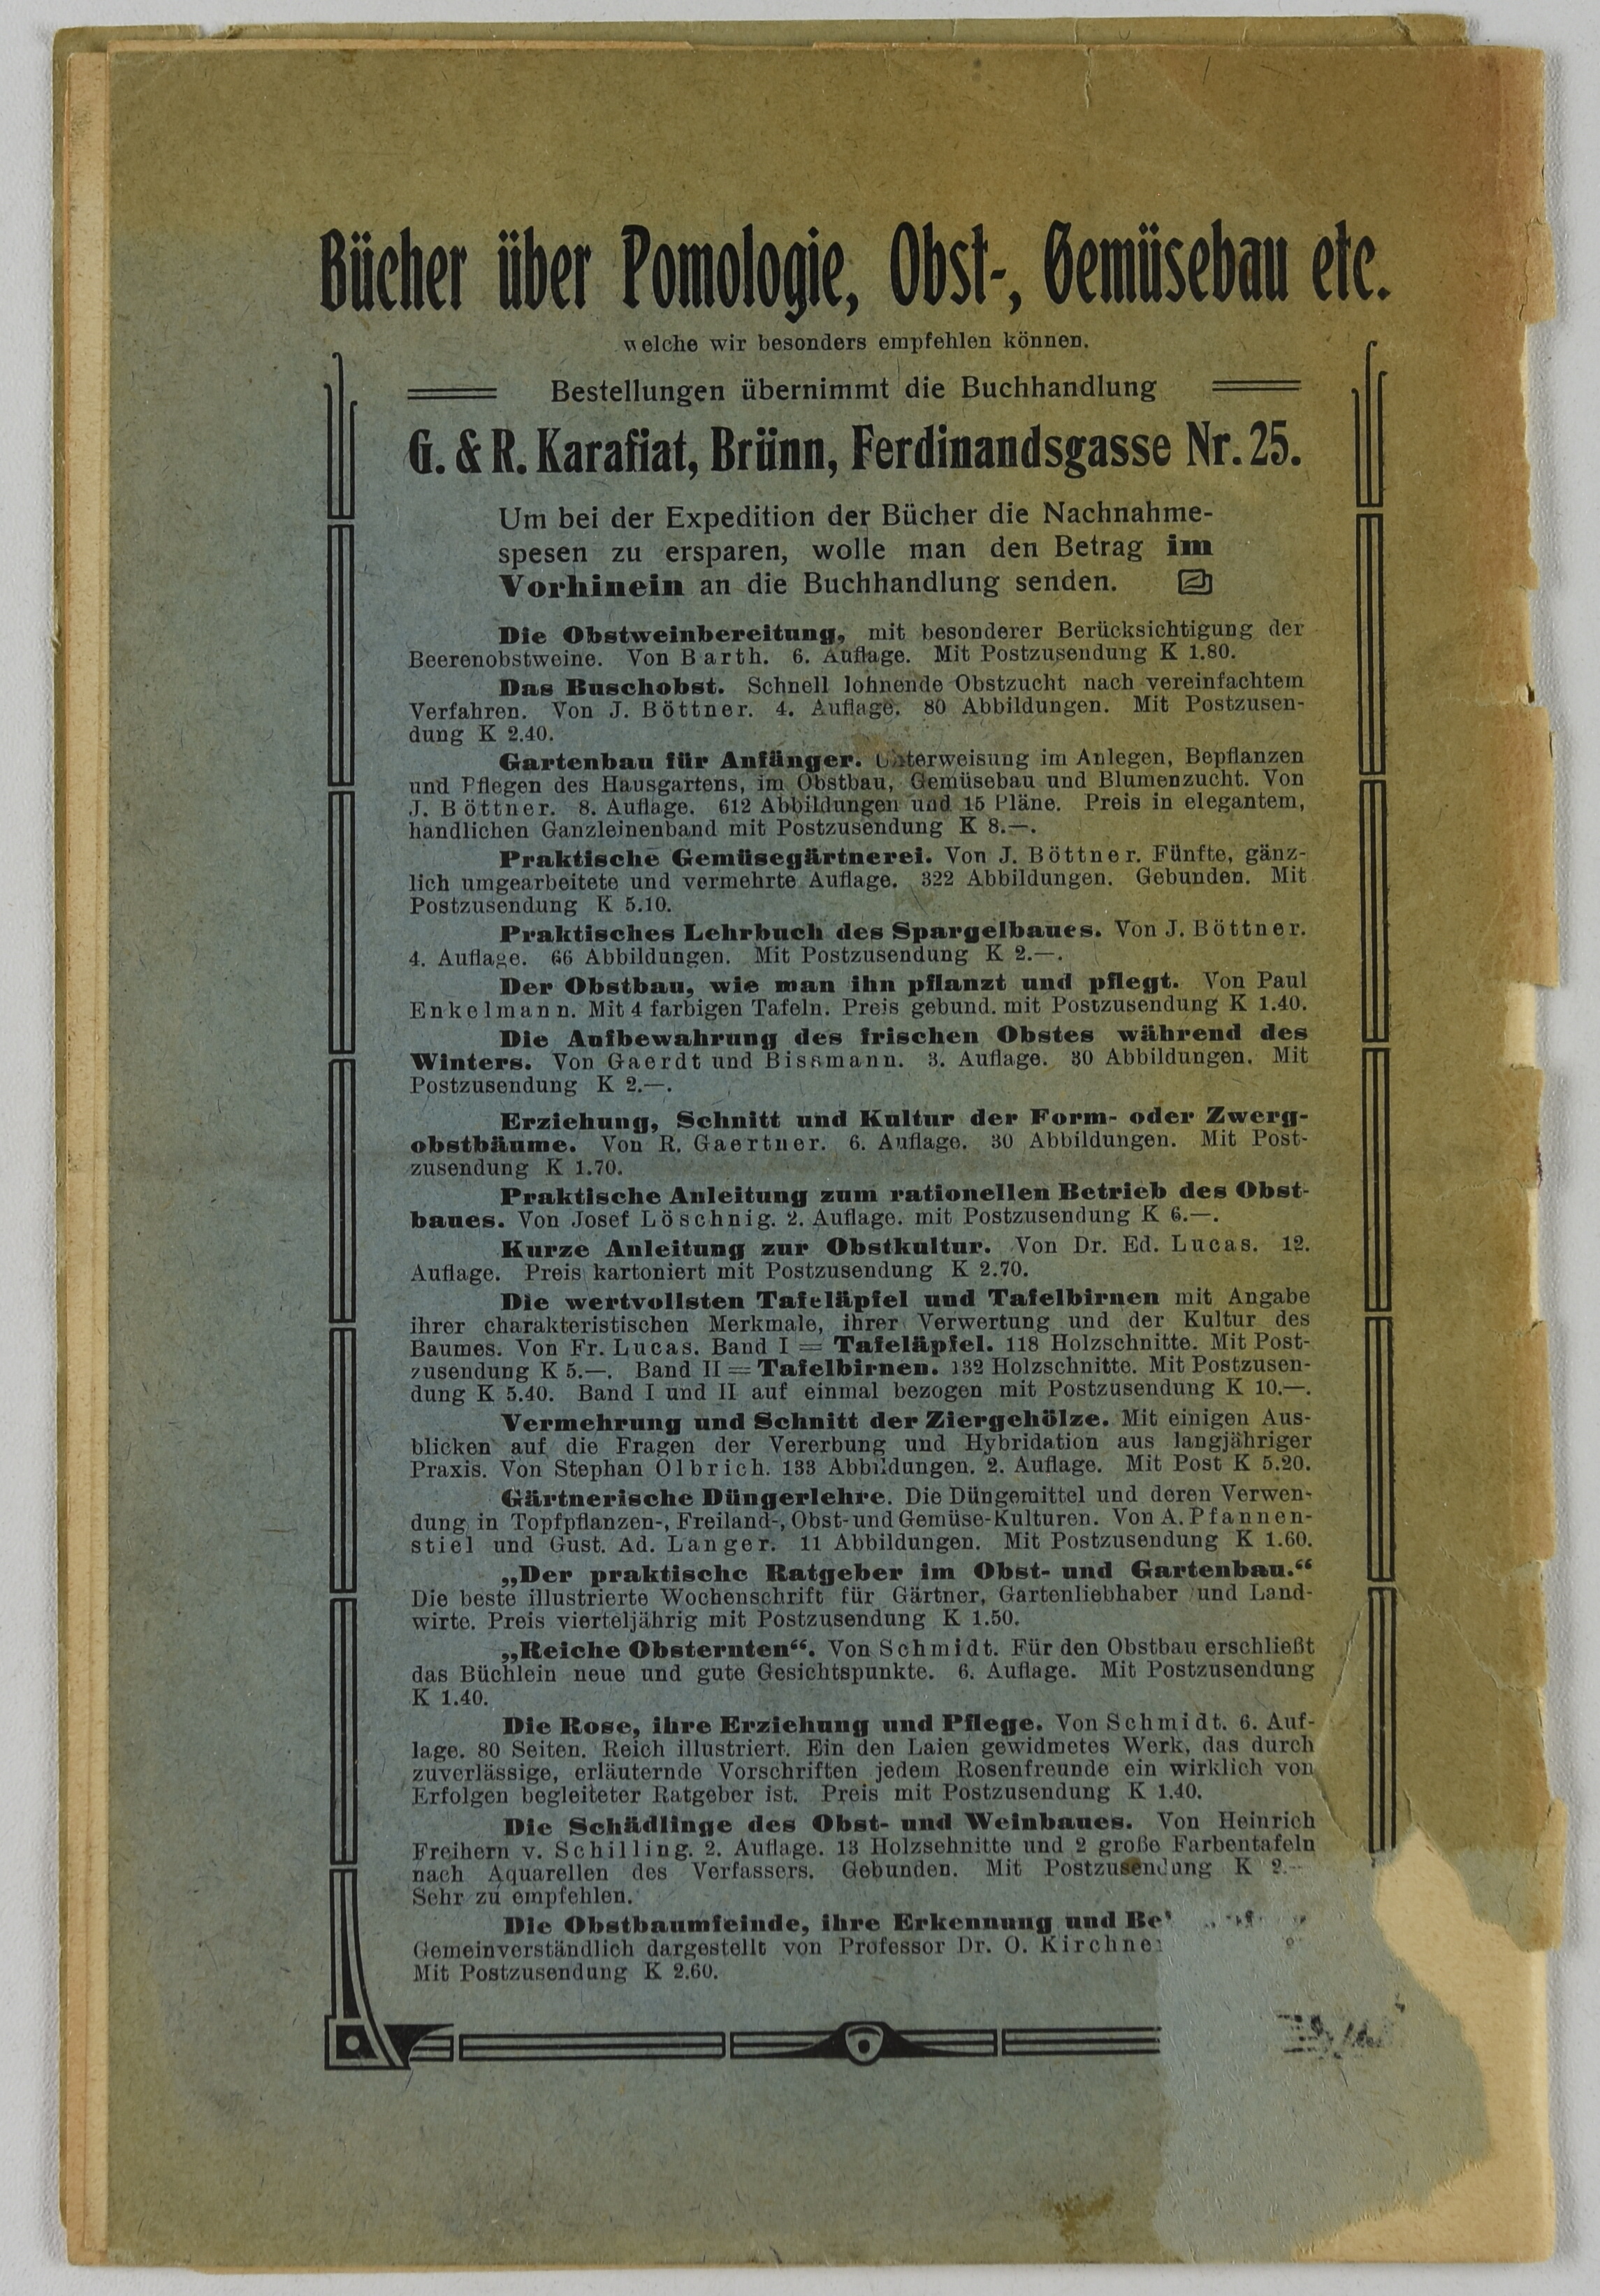 Bücher über Pomologie, Obst-, Gemüsebau etc.
welche wir besonders empfehlen können.
Bestellungen übernimmt die Buchhandlung
G. & R. Karafiat, Brünn, Ferdinandsgasse Nr. 25.
Um bei der Expedition der Bücher die Nachnahme-
spesen zu ersparen, wolle man den Betrag im
Vorhinein an die Buchhandlung senden.
Die Obstweinbereitung, mit besonderer Berücksichtigung der
Beerenobstweine. Von Barth. 6. Auflage. Mit Postzusendung K 1.80.
Das Buschobst. Schnell lohnende Obstzucht nach vereinfachtem
Verfahren. Von J. Böttner. 4. Auflage. 80 Abbildungen. Mit Postzusen-
dung K 2.40.
Gartenbau für Anfänger. Unterweisung im Anlegen, Bepflanzen
und Pflegen des Hausgartens, im Obstbau, Gemüsebau und Blumenzucht. Von
J. Böttner. 8. Auflage. 612 Abbildungen und 15 Pläne. Preis in elegantem,
handlichen Ganzleinenband mit Postzusendung K 8.—.
Praktische Gemüsegärtnerei. Von J. Böttner. Fünfte, gänz-
lich umgearbeitete und vermehrte Auflage. 322 Abbildungen. Gebunden. Mit
Postzusendung K 5.10.
Praktisches Lehrbuch des Spargelbaues. Von J. Böttner.
4. Auflage. 66 Abbildungen. Mit Postzusendung K 2.—.
Der Obstbau, wie man ihn pflanzt und pflegt. Von Paul
Enkelmann. Mit 4 farbigen Tafeln. Preis gebund. mit Postzusendung K 1.40.
Die Aufbewahrung des frischen Obstes während des
Winters. Von Gaerdt und Bissmann. 3. Auflage. 30 Abbildungen. Mit
Postzusendung K 2.—.
Erziehung, Schnitt und Kultur der Form- oder Zwerg-
obstbäume. Von R. Gaertner. 6. Auflage. 30 Abbildungen. Mit Post-
zusendung K 1.70.
Praktische Anleitung zum rationellen Betrieb des Obst-
baues. Von Josef Löschnig. 2. Auflage. mit Postzusendung K 6.—.
Kurze Anleitung zur Obstkultur. Von Dr. Ed. Lucas. 12.
Auflage. Preis kartoniert mit Postzusendung K 2.70.
Die wertvollsten Tafeläpfel und Tafelbirnen mit Angabe
ihrer charakteristischen Merkmale, ihrer Verwertung und der Kultur des
Baumes. Von Fr. Lucas. Band I = Tafeläpfel. 118 Holzschnitte. Mit Post-
zusendung K 5.—. Band II = Tafelbirnen. 132 Holzschnitte. Mit Postzusen-
dung K 5.40. Band I und II auf einmal bezogen mit Postzusendung K 10.—.
Vermehrung und Schnitt der Ziergehölze. Mit einigen Aus-
blicken auf die Fragen der Vererbung und Hybridation aus langjähriger
Praxis. Von Stephan Olbrich. 133 Abbildungen. 2. Auflage. Mit Post K 5.20.
Gärtnerische Düngerlehre. Die Düngemittel und deren Verwen-
dung in Topfpflanzen-, Freiland-, Obst- und Gemüse-Kulturen. Von A. Pfannen-
stiel und Gust. Ad. Langer. 11 Abbildungen. Mit Postzusendung K 1.60.
„Der praktische Ratgeber im Obst- und Gartenbau.“
Die beste illustrierte Wochenschrift für Gärtner, Gartenliebhaber und Land-
wirte. Preis vierteljährig mit Postzusendung K 1.50.
„Reiche Obsternten“. Von Schmidt. Für den Obstbau erschließt
das Büchlein neue und gute Gesichtspunkte. 6. Auflage. Mit Postzusendung
K 1.40.
Die Rose, ihre Erziehung und Pflege. Von Schmidt. 6. Auf-
lage. 80 Seiten. Reich illustriert. Ein den Laien gewidmetes Werk, das durch
zuverlässige, erläuternde Vorschriften jedem Rosenfreunde ein wirklich von
Erfolgen begleiteter Ratgeber ist. Preis mit Postzusendung K 1.40.
Die Schädlinge des Obst- und Weinbaues. Von Heinrich
Freihern v. Schilling. 2. Auflage. 13 Holzsehnitte und 2 große Farbentafeln
nach Aquarellen des Verfassers. Gebunden. Mit Postzusendung K 2.—
Sehr zu empfehlen.
Die Obstbaumfeinde, ihre Erkennung und
Gemeinverständlich dargestellt von Professor Dr. O. Kirchner
Mit Postzusendung K 2.60.